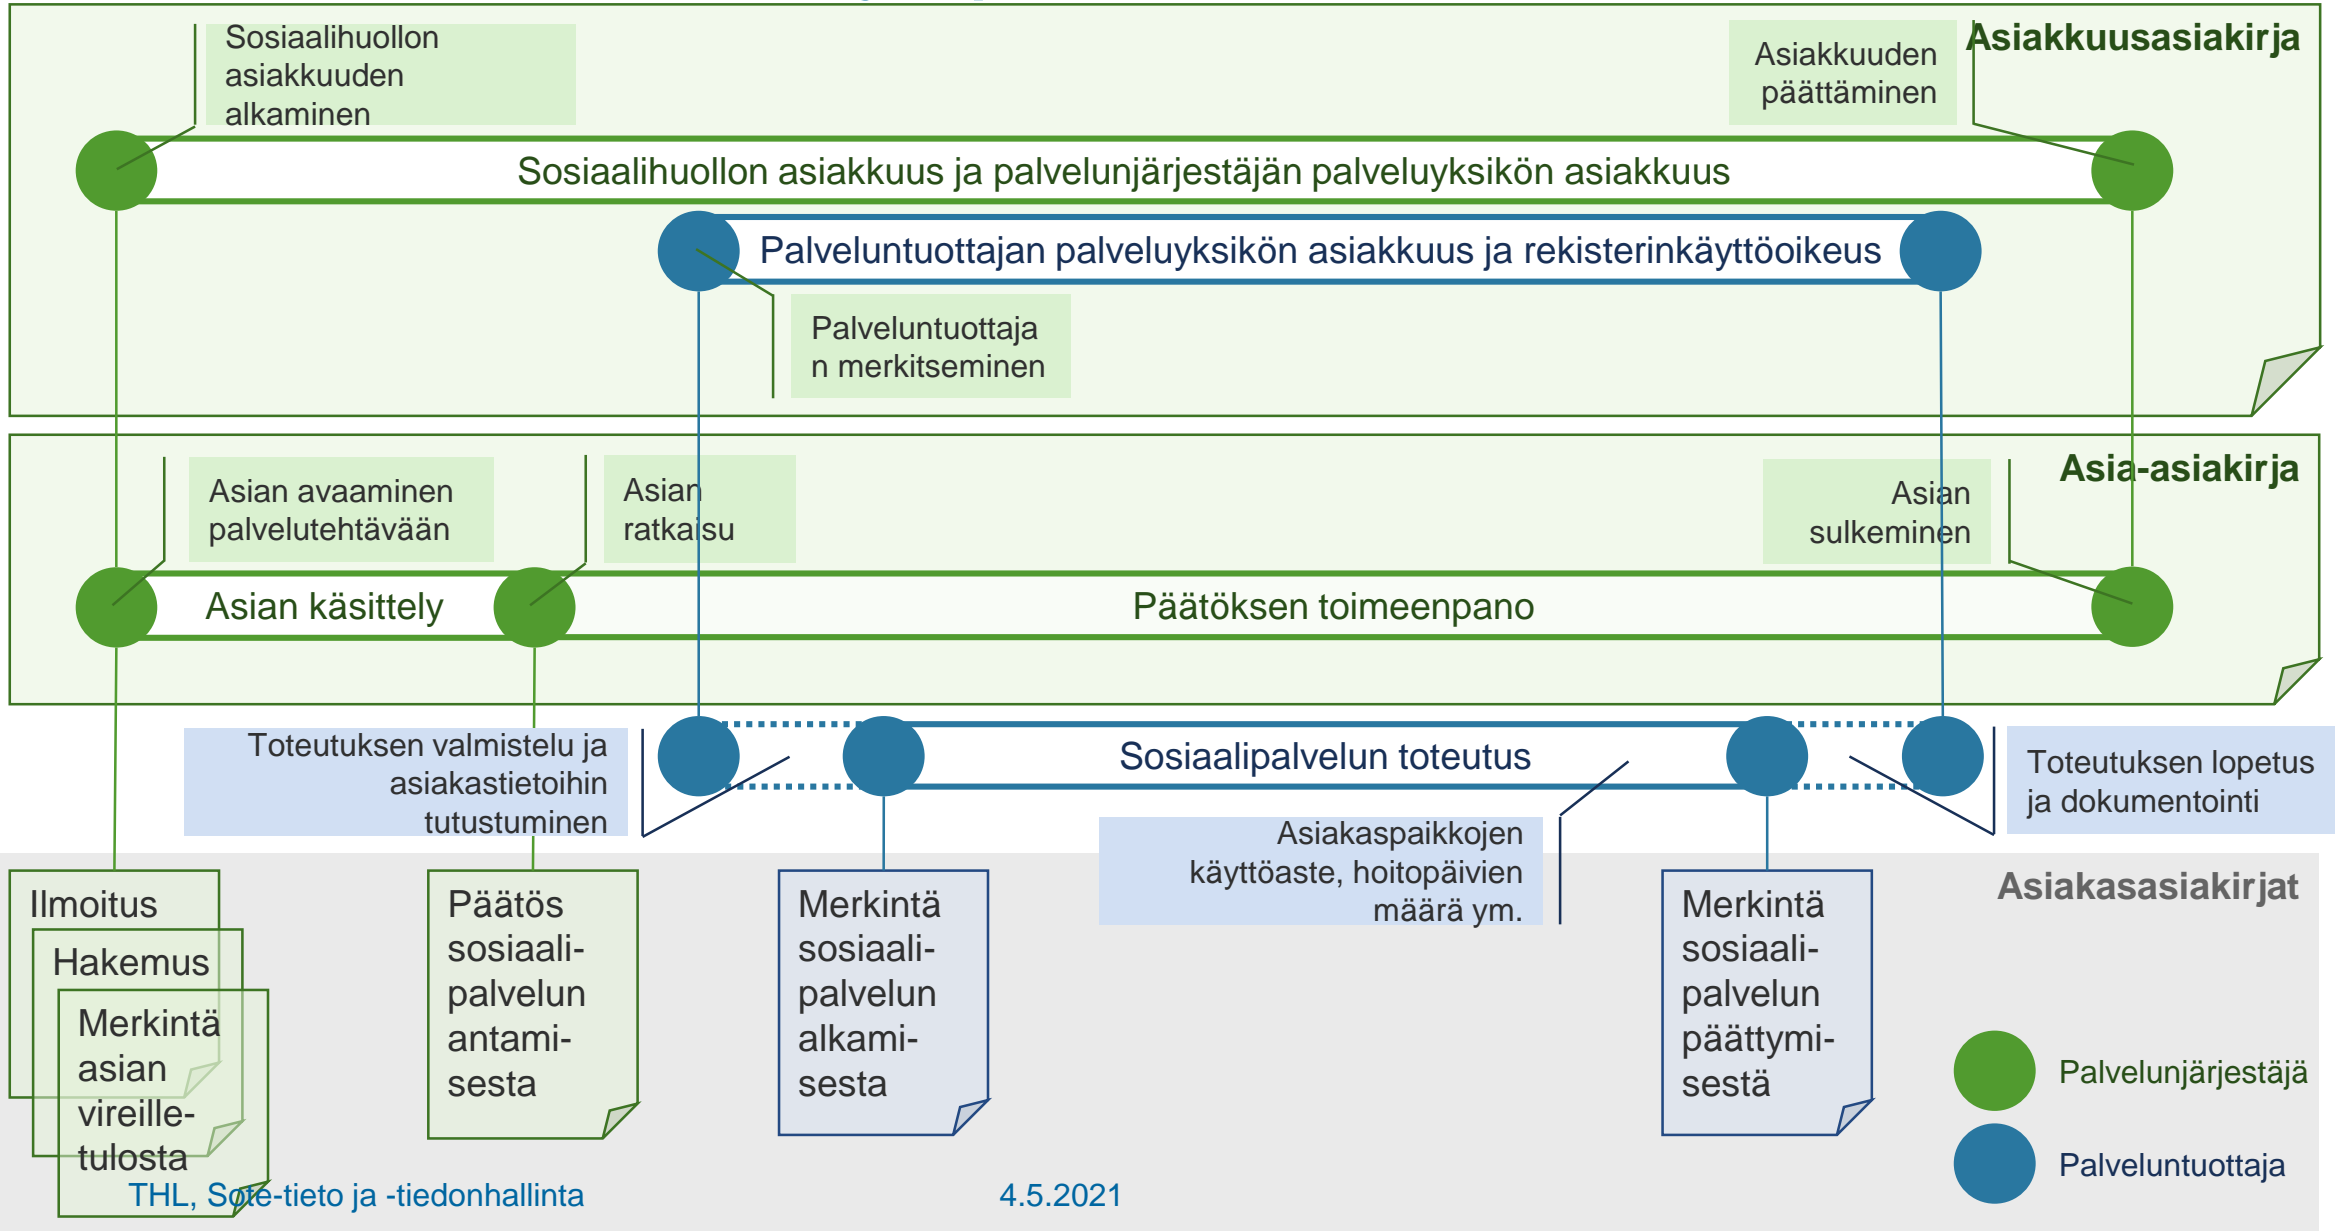 Sosiaalihuollon
asiakkuuden
alkaminen
Asiakkuuden
päättäminen
Asiakkuusasiakirja
Sosiaalihuollon asiakkuus ja palvelunjärjestäjän palveluyksikön asiakkuus
Palveluntuottajan palveluyksikön asiakkuus ja rekisterinkäyttöoikeus
Palveluntuottaja
n merkitseminen
Asia-asiakirja
Asian avaaminen
palvelutehtävään
Asian
ratkaisu
Asian
sulkeminen
Asian käsittely
Päätöksen toimeenpano
Toteutuksen valmistelu ja
asiakastietoihin
tutustuminen
Sosiaalipalvelun toteutus
Toteutuksen lopetus
ja dokumentointi
Asiakaspaikkojen
käyttöaste, hoitopäivien
määrä ym.
Asiakasasiakirjat
Ilmoitus
Hakemus
Merkintä
asian
vireille-
tulosta
Päätös
sosiaali-
palvelun
antami-
sesta
Merkintä
sosiaali-
palvelun
alkami-
sesta
Merkintä
sosiaali-
palvelun
päättymi-
sestä
Palvelunjärjestäjä
Palveluntuottaja
THL, Sote-tieto ja -tiedonhallinta
4.5.2021